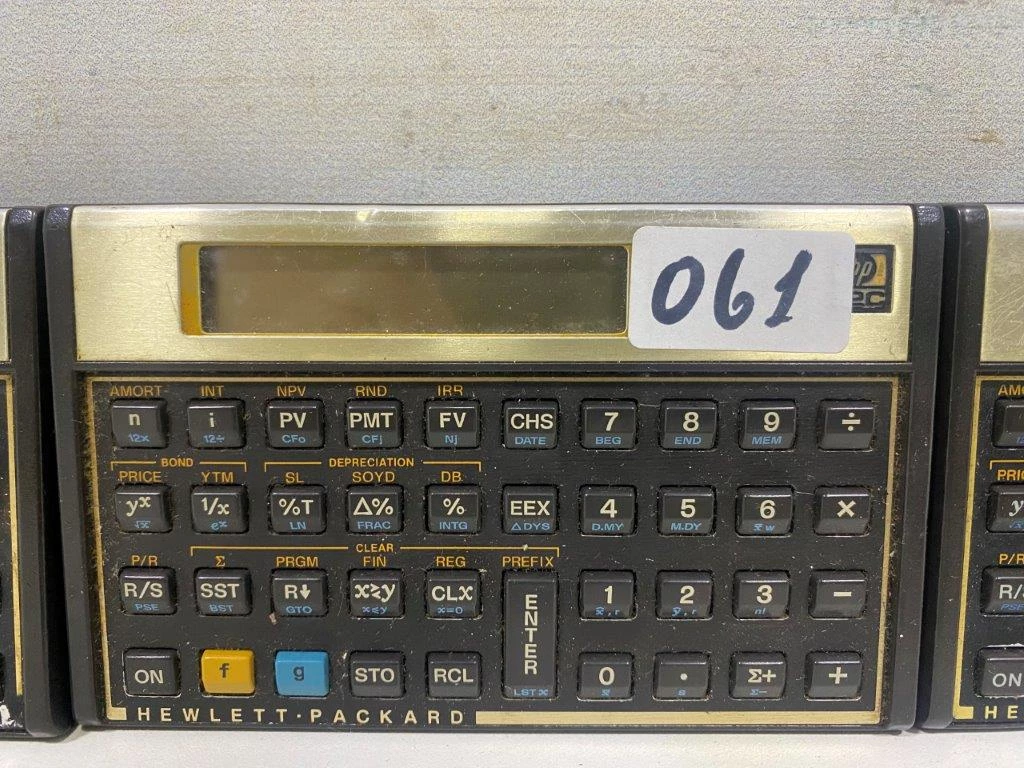 061
hp
AMORT INT NPV RND IRR
n i PV PMT FV CHS 7 8 9 ÷
12x 12÷ CFo CFj Nj DATE BEG END MEM
BOND DEPRECIATION
PRICE YTM SL SOYD DB
yˣ 1/x %T Δ% % EEX 4 5 6 ×
√x eˣ LN FRAC INTG ΔDYS D.MY M.DY x̄w
CLEAR
P/R Σ PRGM FIN REG PREFIX
R/S SST R↓ x≷y CLx ENTER 1 2 3 −
PSE BST GTO x≤y x=0 x̂,r ŷ,r n!
ON f g STO RCL 0 · Σ+ +
LSTx x̄ s Σ−
HEWLETT·PACKARD